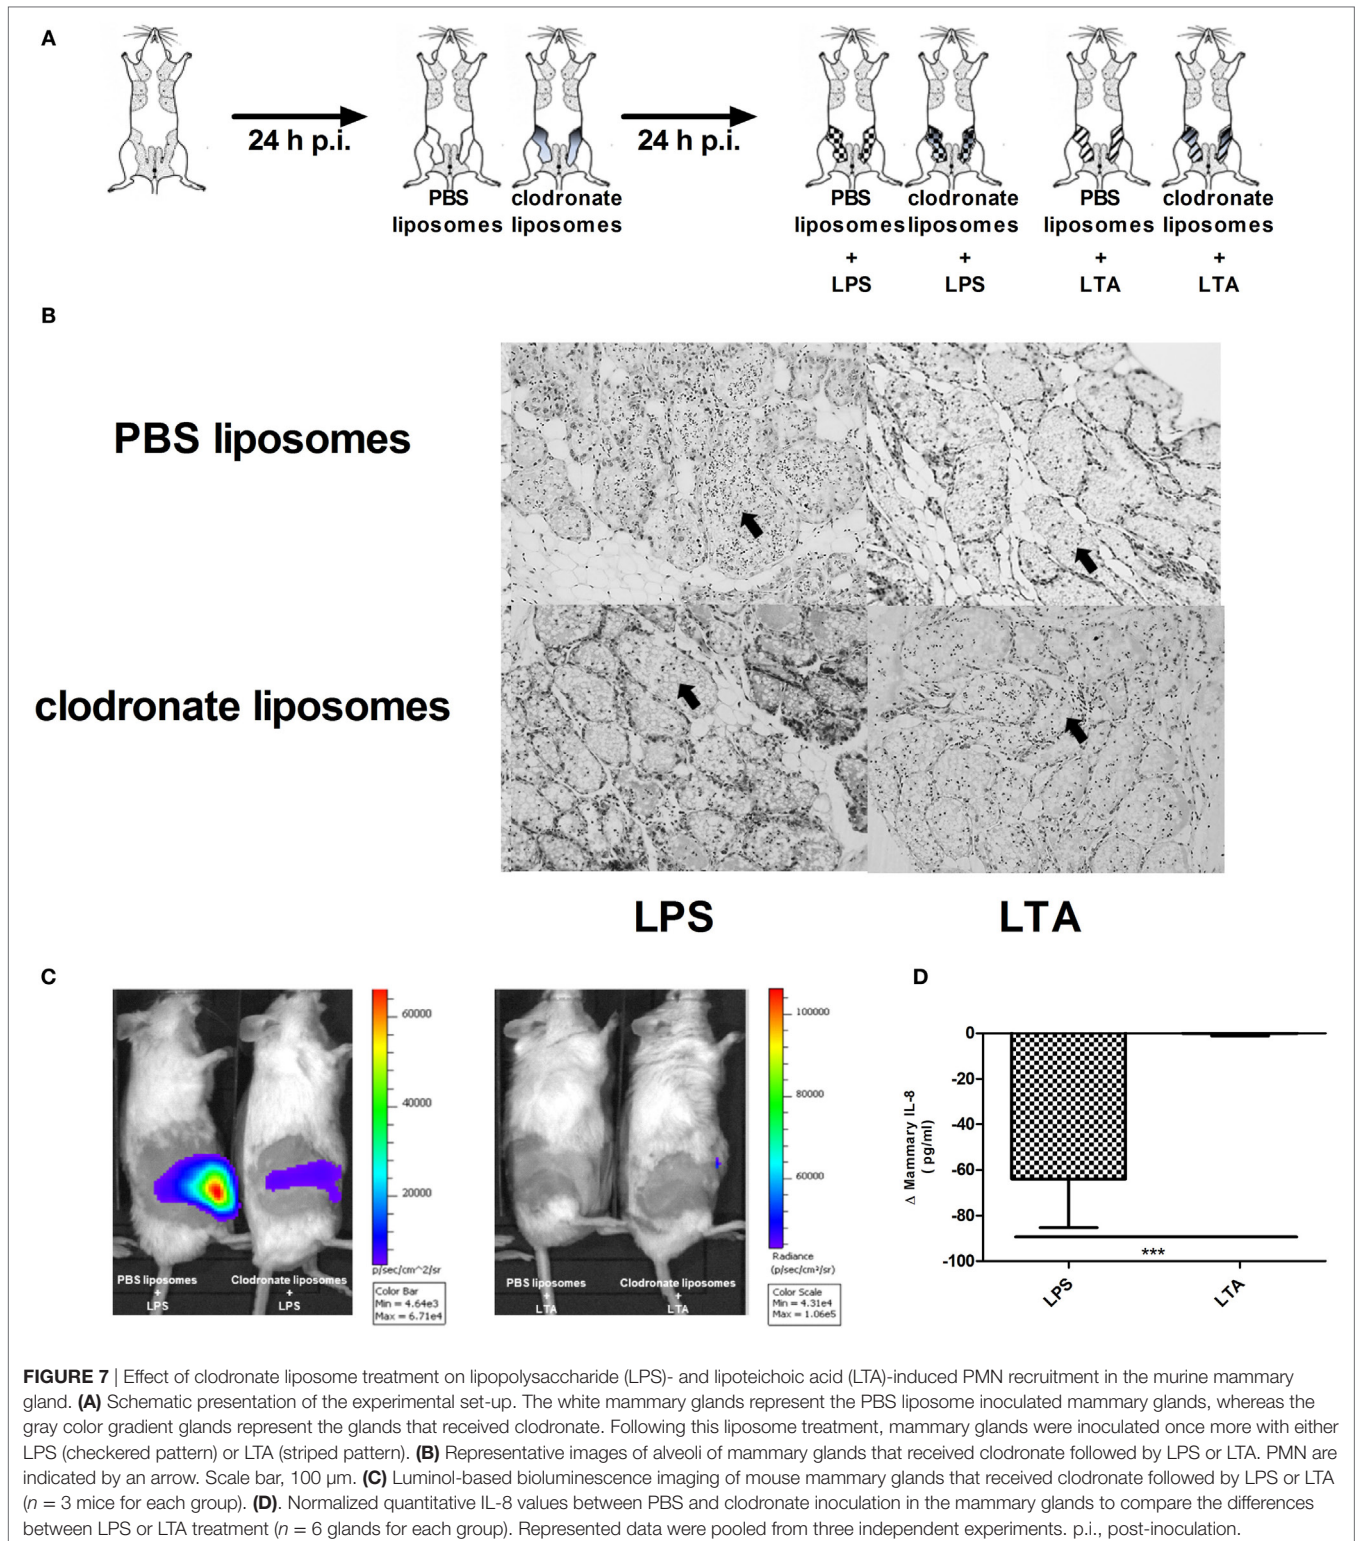 A
24 h p.i.
24 h p.i.
PBS
liposomes
clodronate
liposomes
PBS
liposomes
+
LPS
clodronate
liposomes
+
LPS
PBS
liposomes
+
LTA
clodronate
liposomes
+
LTA
B
PBS liposomes
clodronate liposomes
LPS
LTA
C
60000
40000
20000
p/sec/cm^2/sr
Color Bar
Min = 4.64e3
Max = 6.71e4
PBS liposomes
+
LPS
Clodronate liposomes
+
LPS
100000
80000
60000
Radiance
(p/sec/cm²/sr)
Color Scale
Min = 4.31e4
Max = 1.06e5
PBS liposomes
+
LTA
Clodronate liposomes
+
LTA
D
Δ Mammary IL-8
( pg/ml)
0
-20
-40
-60
-80
-100
***
LPS
LTA
FIGURE 7 | Effect of clodronate liposome treatment on lipopolysaccharide (LPS)- and lipoteichoic acid (LTA)-induced PMN recruitment in the murine mammary
gland. (A) Schematic presentation of the experimental set-up. The white mammary glands represent the PBS liposome inoculated mammary glands, whereas the
gray color gradient glands represent the glands that received clodronate. Following this liposome treatment, mammary glands were inoculated once more with either
LPS (checkered pattern) or LTA (striped pattern). (B) Representative images of alveoli of mammary glands that received clodronate followed by LPS or LTA. PMN are
indicated by an arrow. Scale bar, 100 µm. (C) Luminol-based bioluminescence imaging of mouse mammary glands that received clodronate followed by LPS or LTA
(n = 3 mice for each group). (D). Normalized quantitative IL-8 values between PBS and clodronate inoculation in the mammary glands to compare the differences
between LPS or LTA treatment (n = 6 glands for each group). Represented data were pooled from three independent experiments. p.i., post-inoculation.